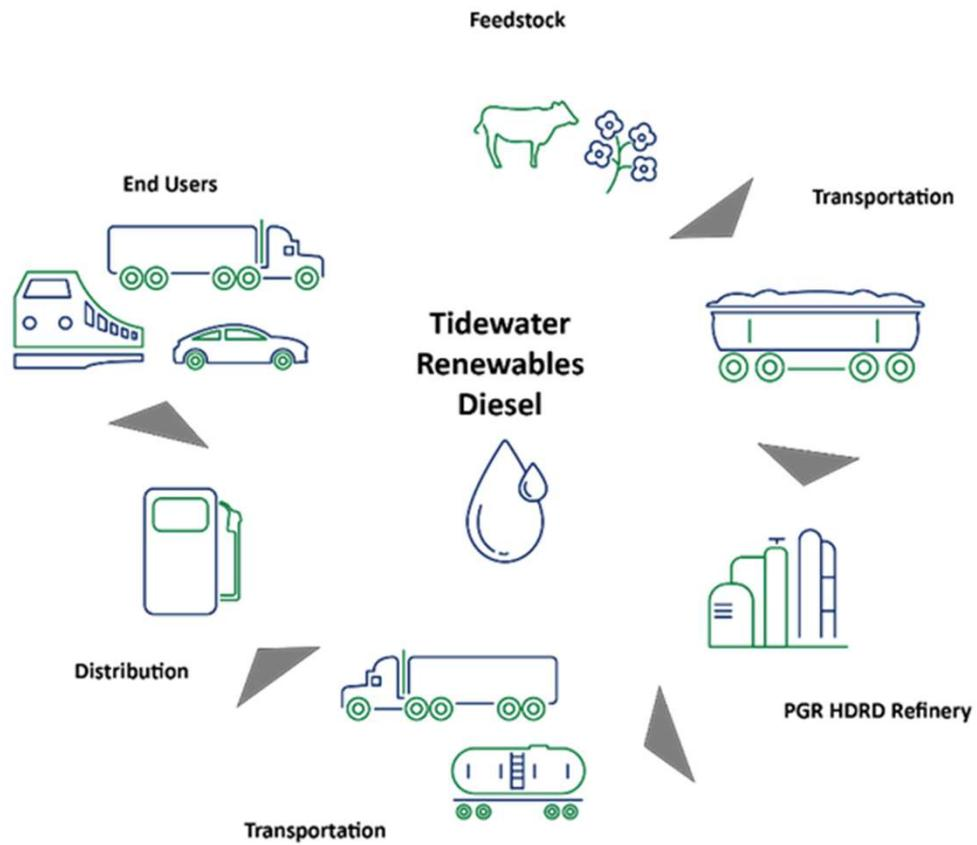 Feedstock
End Users
Transportation
Tidewater
Renewables
Diesel
Distribution
PGR HDRD Refinery
Transportation